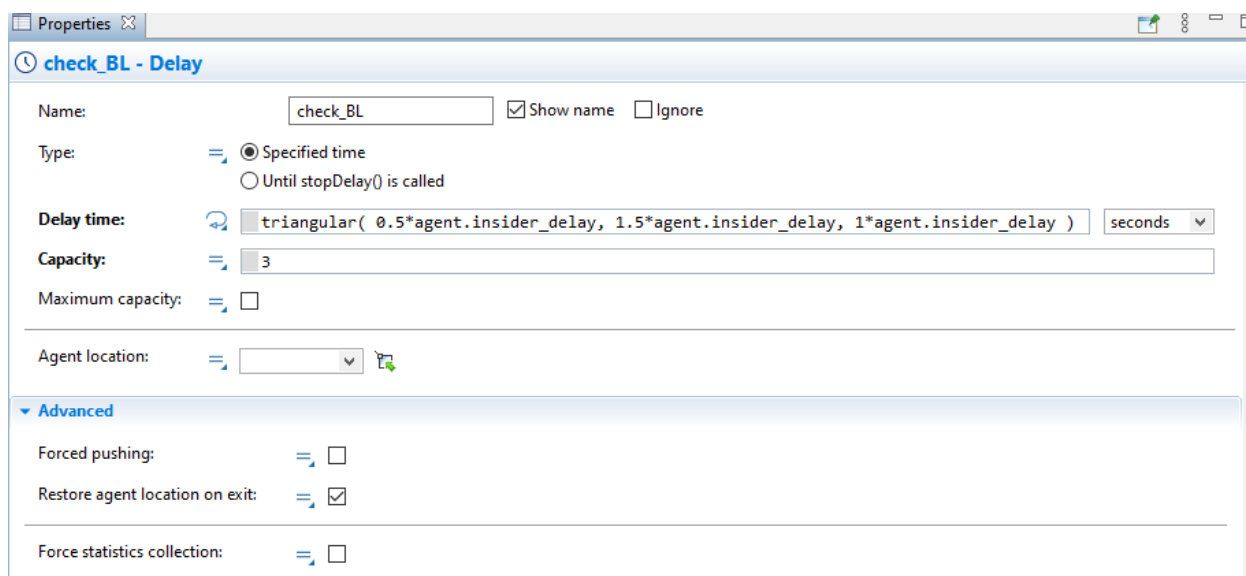 Properties
check_BL - Delay
Name: check_BL Show name Ignore
Type: Specified time
Until stopDelay() is called
Delay time: triangular( 0.5*agent.insider_delay, 1.5*agent.insider_delay, 1*agent.insider_delay ) seconds
Capacity: 3
Maximum capacity:
Agent location:
Advanced
Forced pushing:
Restore agent location on exit:
Force statistics collection: